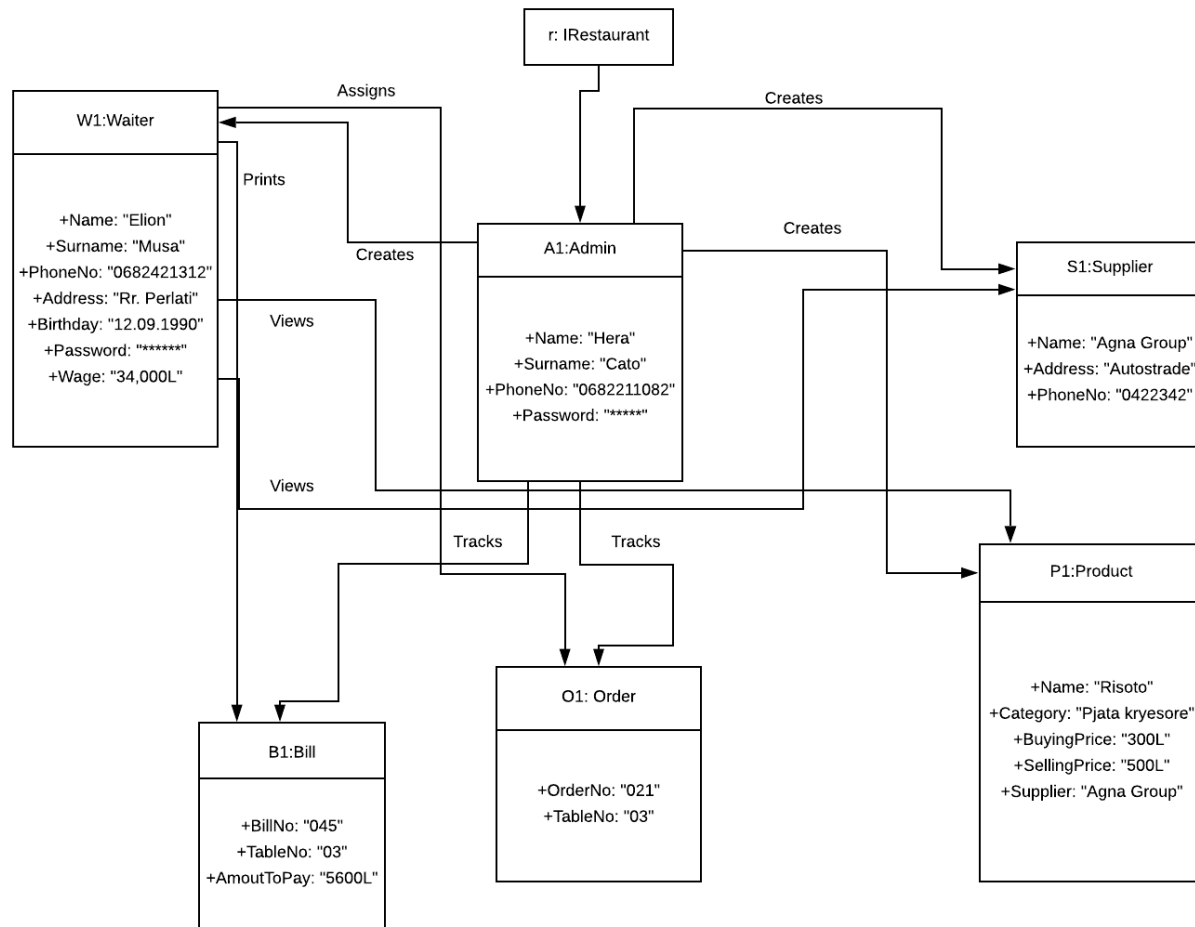 r: IRestaurant
Assigns
Creates
W1:Waiter
Prints
+Name: "Elion"
+Surname: "Musa"
+PhoneNo: "0682421312"
+Address: "Rr. Perlati"
+Birthday: "12.09.1990"
+Password: "******"
+Wage: "34,000L"
Creates
Views
Views
A1:Admin
+Name: "Hera"
+Surname: "Cato"
+PhoneNo: "0682211082"
+Password: "*****"
Creates
S1:Supplier
+Name: "Agna Group"
+Address: "Autostrade"
+PhoneNo: "0422342"
Tracks
Tracks
P1:Product
+Name: "Risoto"
+Category: "Pjata kryesore"
+BuyingPrice: "300L"
+SellingPrice: "500L"
+Supplier: "Agna Group"
O1: Order
+OrderNo: "021"
+TableNo: "03"
B1:Bill
+BillNo: "045"
+TableNo: "03"
+AmoutToPay: "5600L"